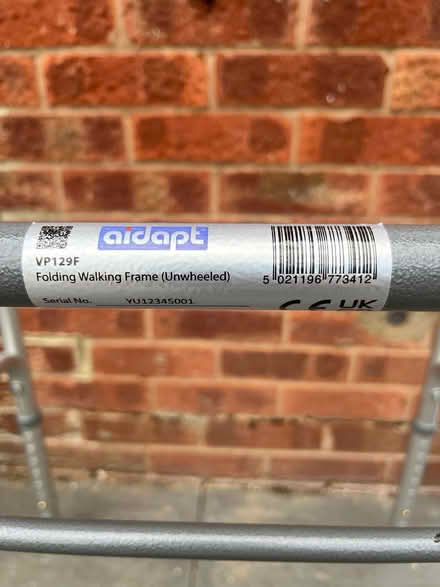 aidapt
VP129F
Folding Walking Frame (Unwheeled)
5 021196 773412
Serial No. YU12345001
CE UK